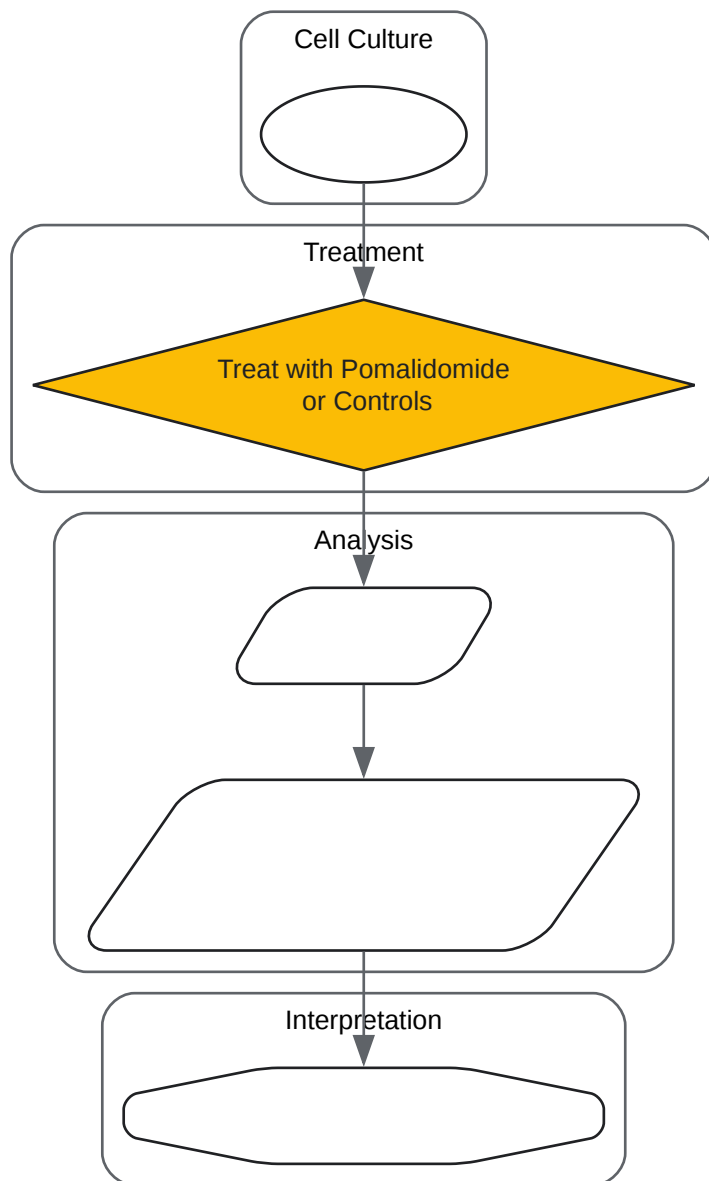 Cell Culture
Treatment
Treat with Pomalidomide
or Controls
Analysis
Interpretation